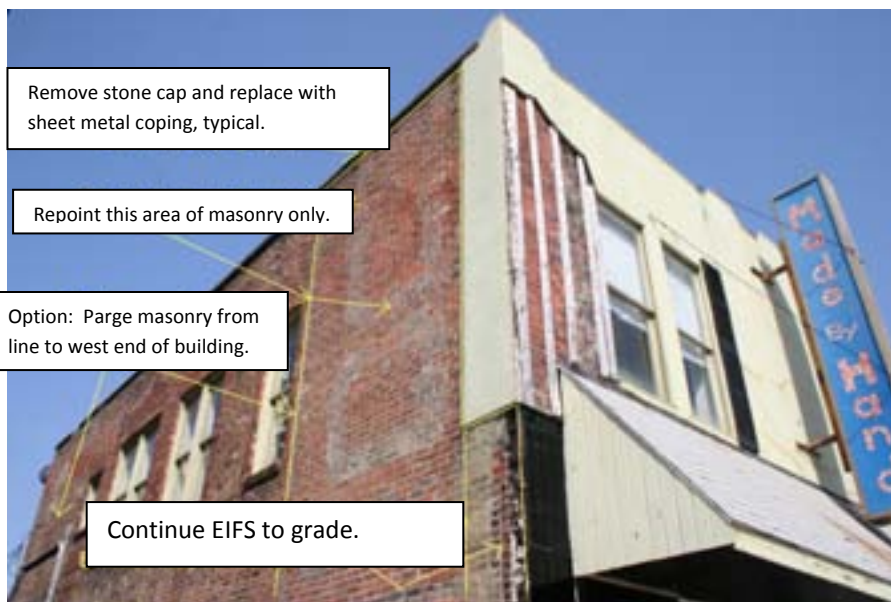 Remove stone cap and replace with
sheet metal coping, typical.
Repoint this area of masonry only.
Option:  Parge masonry from
line to west end of building.
Continue EIFS to grade.
Made By Hand